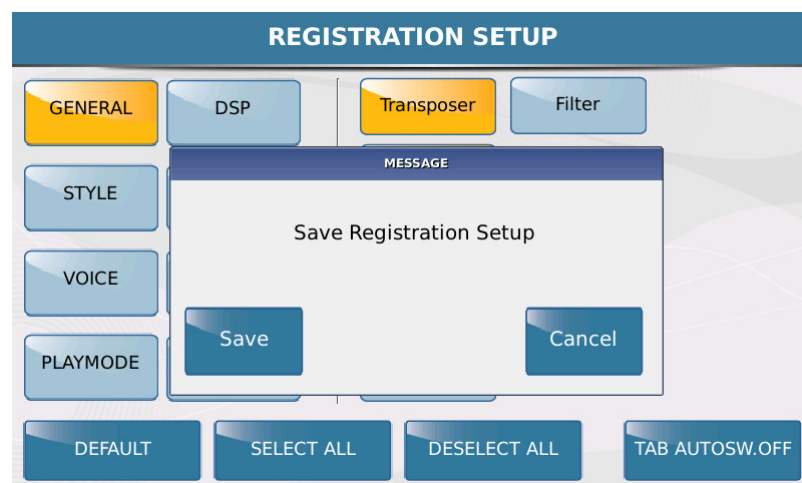 REGISTRATION SETUP
GENERAL
DSP
Transposer
Filter
MESSAGE
STYLE
Save Registration Setup
VOICE
Save
Cancel
PLAYMODE
DEFAULT
SELECT ALL
DESELECT ALL
TAB AUTOSW.OFF